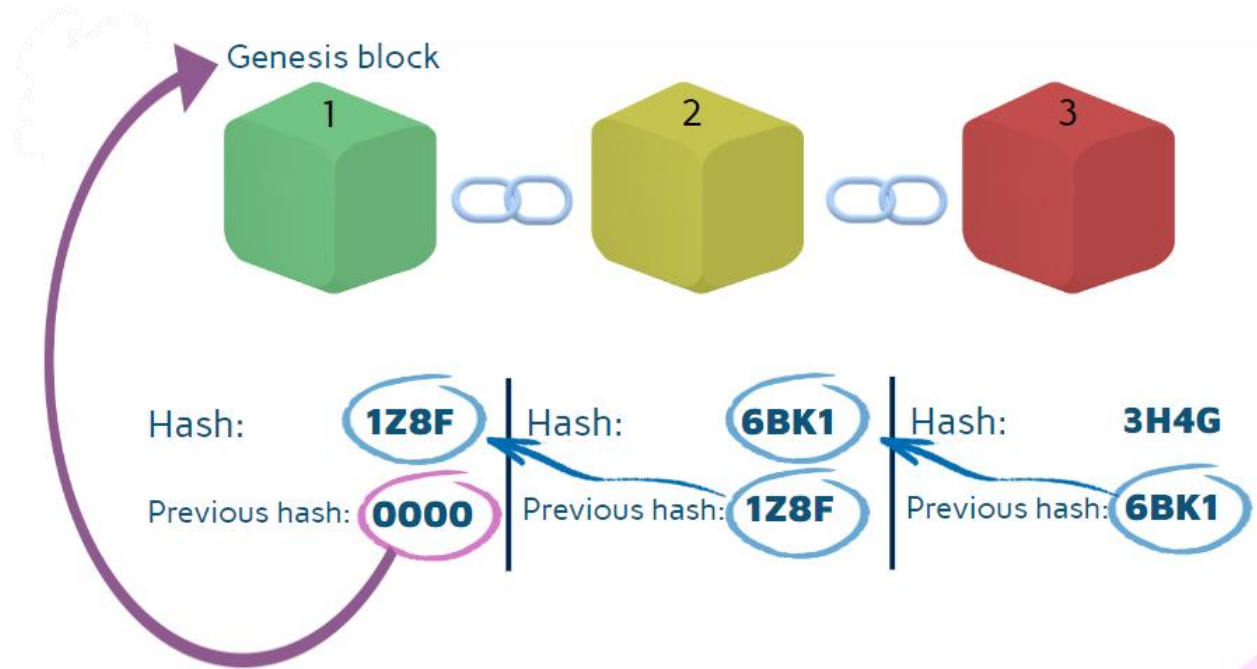 Genesis block
1 2 3
Hash: 1Z8F Hash: 6BK1 Hash: 3H4G
Previous hash: 0000 Previous hash: 1Z8F Previous hash: 6BK1